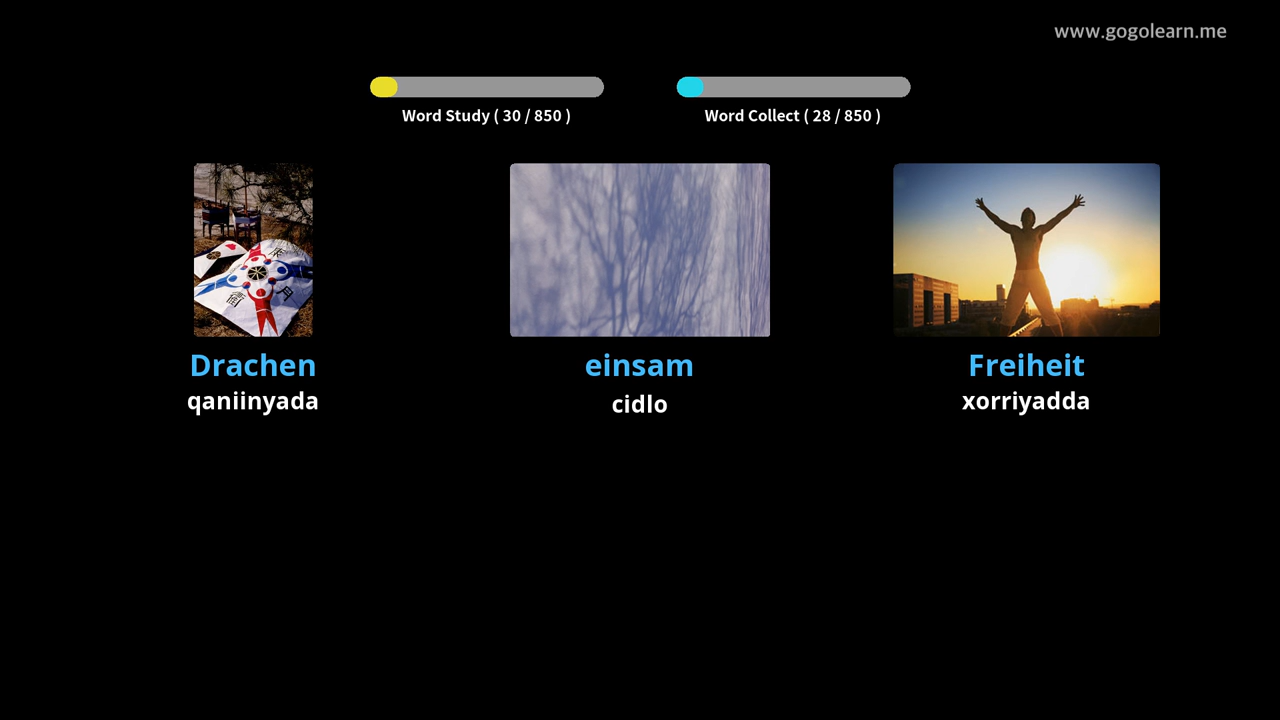 www.gogolearn.me
Word Study ( 30 / 850 )
Word Collect ( 28 / 850 )
Drachen
qaniinyada
einsam
cidlo
Freiheit
xorriyadda